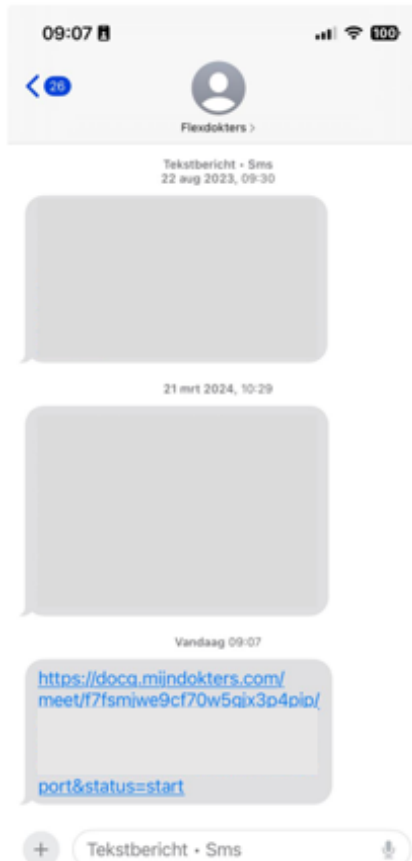 09:07
100
26
Flexdokters >
Tekstbericht • Sms
22 aug 2023, 09:30
21 mrt 2024, 10:29
Vandaag 09:07
https://docq.mijndokters.com/
meet/f7fsmjwe9cf70w5qjx3p4pjp/
port&status=start
Tekstbericht • Sms